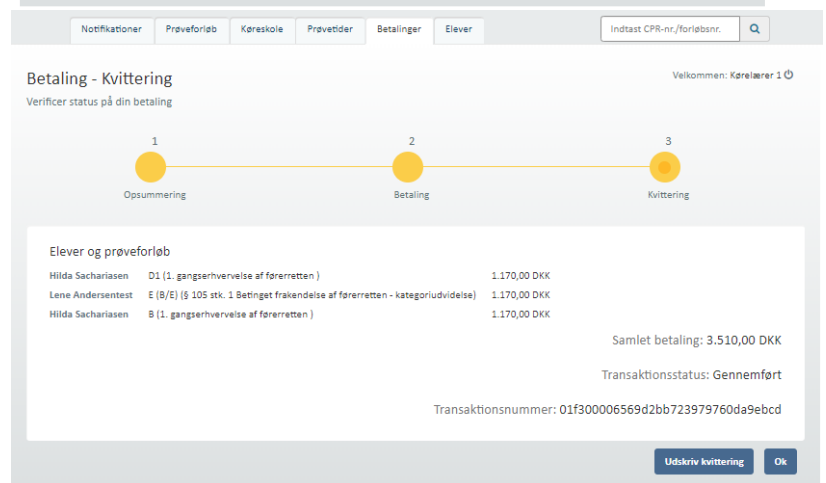 Notifikationer Prøveforløb Køreskole Prøvetider Betalinger Elever Indtast CPR-nr./forløbsnr.
Betaling - Kvittering
Velkommen: Kørelærer 1
Verificer status på din betaling
1 2 3
Opsummering Betaling Kvittering
Elever og prøveforløb
Hilda Sachariasen D1 (1. gangserhvervelse af førerretten ) 1.170,00 DKK
Lene Andersentest E (B/E) (§ 105 stk. 1 Betinget frakendelse af førerretten - kategoriudvidelse) 1.170,00 DKK
Hilda Sachariasen B (1. gangserhvervelse af førerretten ) 1.170,00 DKK
Samlet betaling: 3.510,00 DKK
Transaktionsstatus: Gennemført
Transaktionsnummer: 01f300006569d2bb723979760da9ebcd
Udskriv kvittering Ok